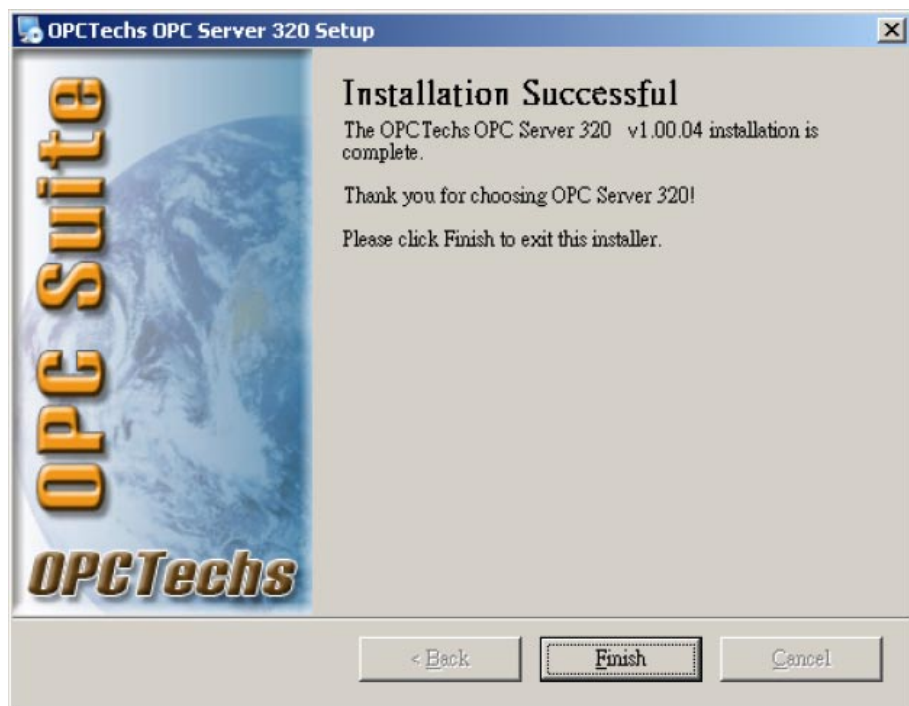 OPCTechs OPC Server 320 Setup
OPC Suite
OPCTechs
Installation Successful
The OPCTechs OPC Server 320 v1.00.04 installation is
complete.
Thank you for choosing OPC Server 320!
Please click Finish to exit this installer.
< Back
Finish
Cancel